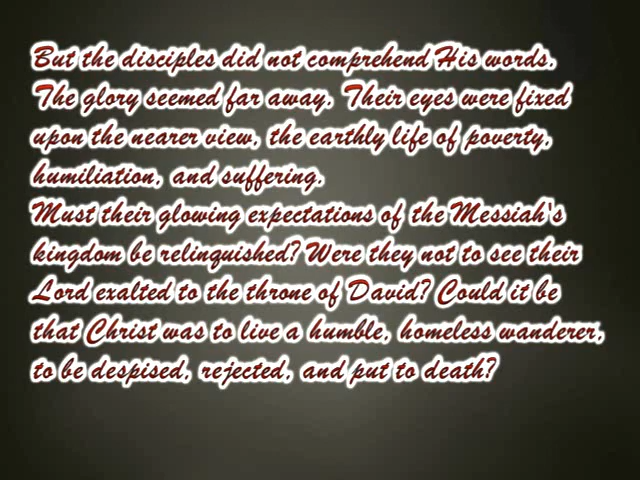 But the disciples did not comprehend His words.
The glory seemed far away. Their eyes were fixed
upon the nearer view, the earthly life of poverty,
humiliation, and suffering.
Must their glowing expectations of the Messiah's
kingdom be relinquished? Were they not to see their
Lord exalted to the throne of David? Could it be
that Christ was to live a humble, homeless wanderer,
to be despised, rejected, and put to death?